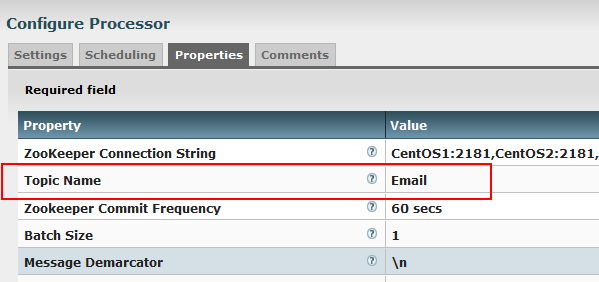 Configure Processor
Settings Scheduling Properties Comments
Required field
Property Value
ZooKeeper Connection String CentOS1:2181,CentOS2:2181,
Topic Name Email
Zookeeper Commit Frequency 60 secs
Batch Size 1
Message Demarcator \n